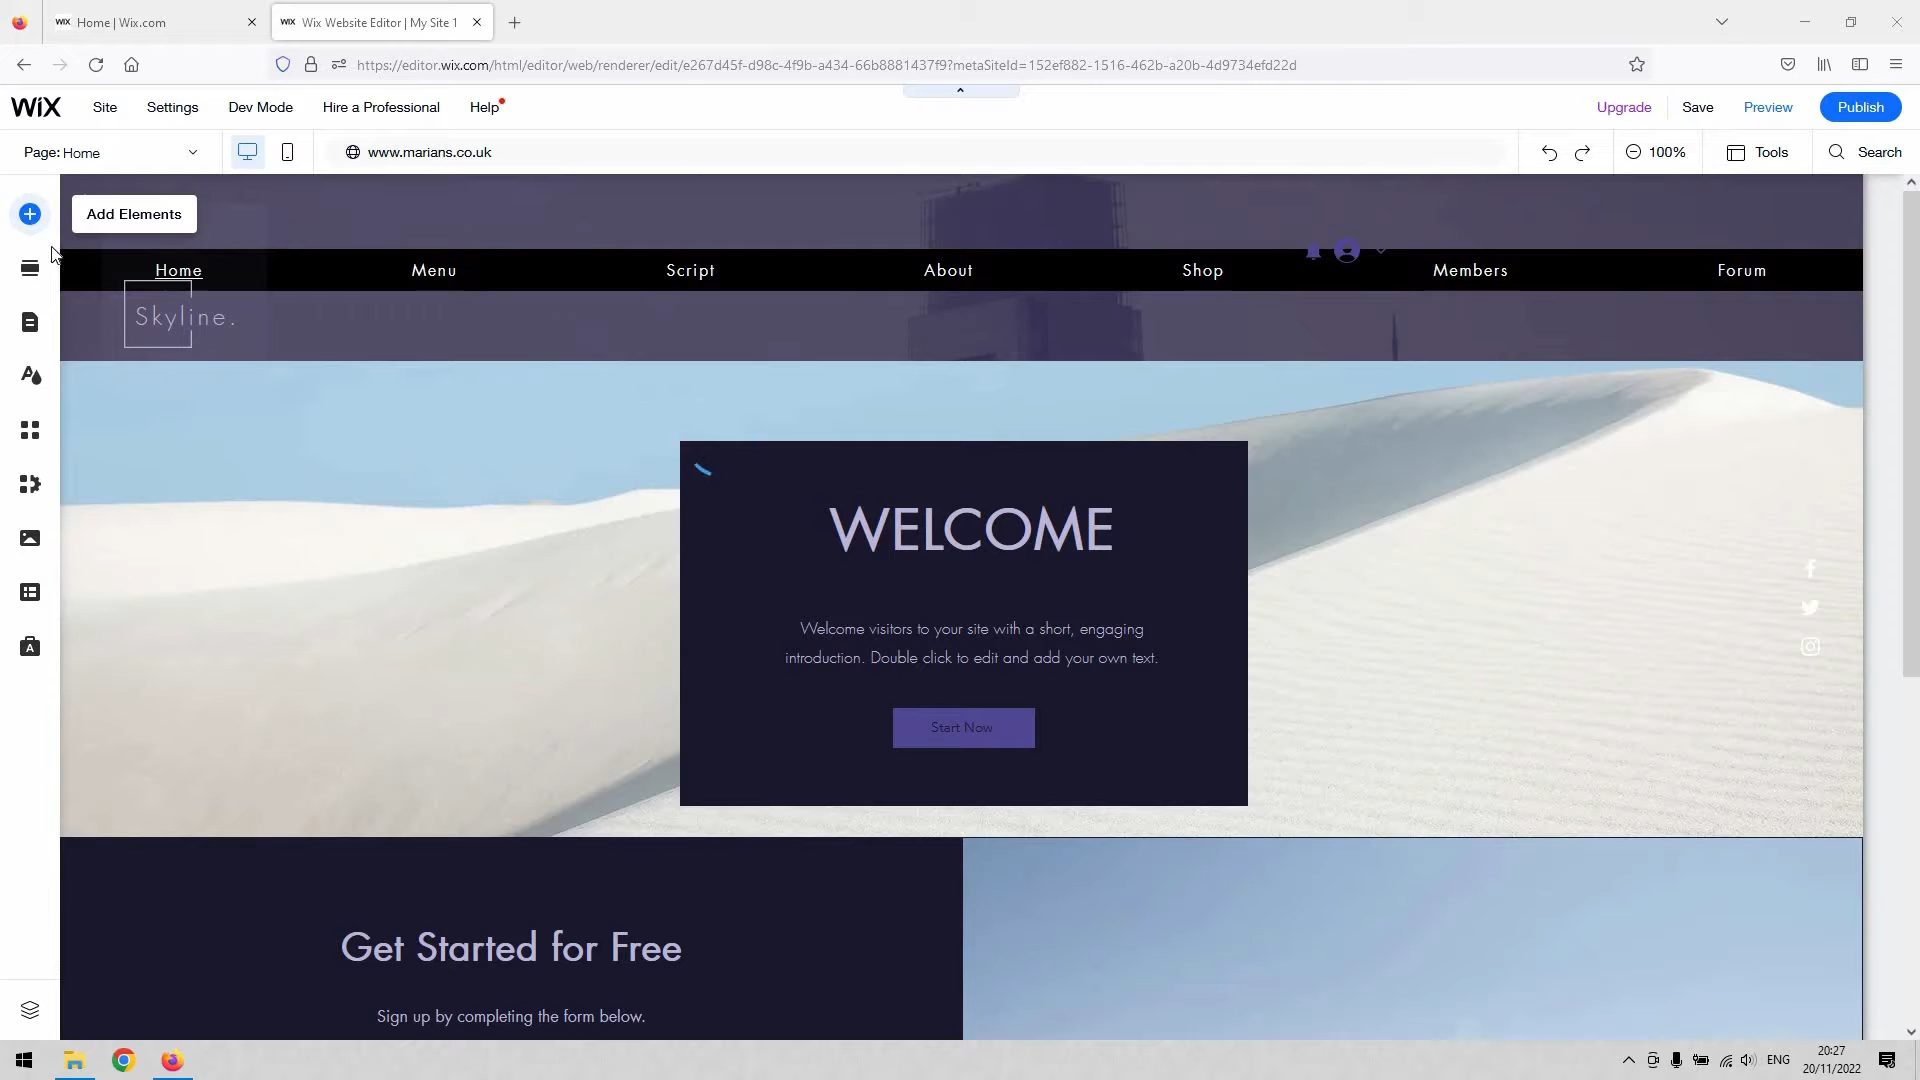 Home | Wix.com
Wix Website Editor | My Site 1
https://editor.wix.com/html/editor/web/renderer/edit/e267d45f-d98c-4f9b-a434-66b8881437f9?metaSiteId=152ef882-1516-462b-a20b-4d9734efd22d
WIX Site Settings Dev Mode Hire a Professional Help Upgrade Save Preview Publish
Page: Home www.marians.co.uk 100% Tools Search
Add Elements
Home Menu Script About Shop Members Forum
Skyline.
WELCOME
Welcome visitors to your site with a short, engaging
introduction. Double click to edit and add your own text.
Start Now
Get Started for Free
Sign up by completing the form below.
ENG
20:27
20/11/2022